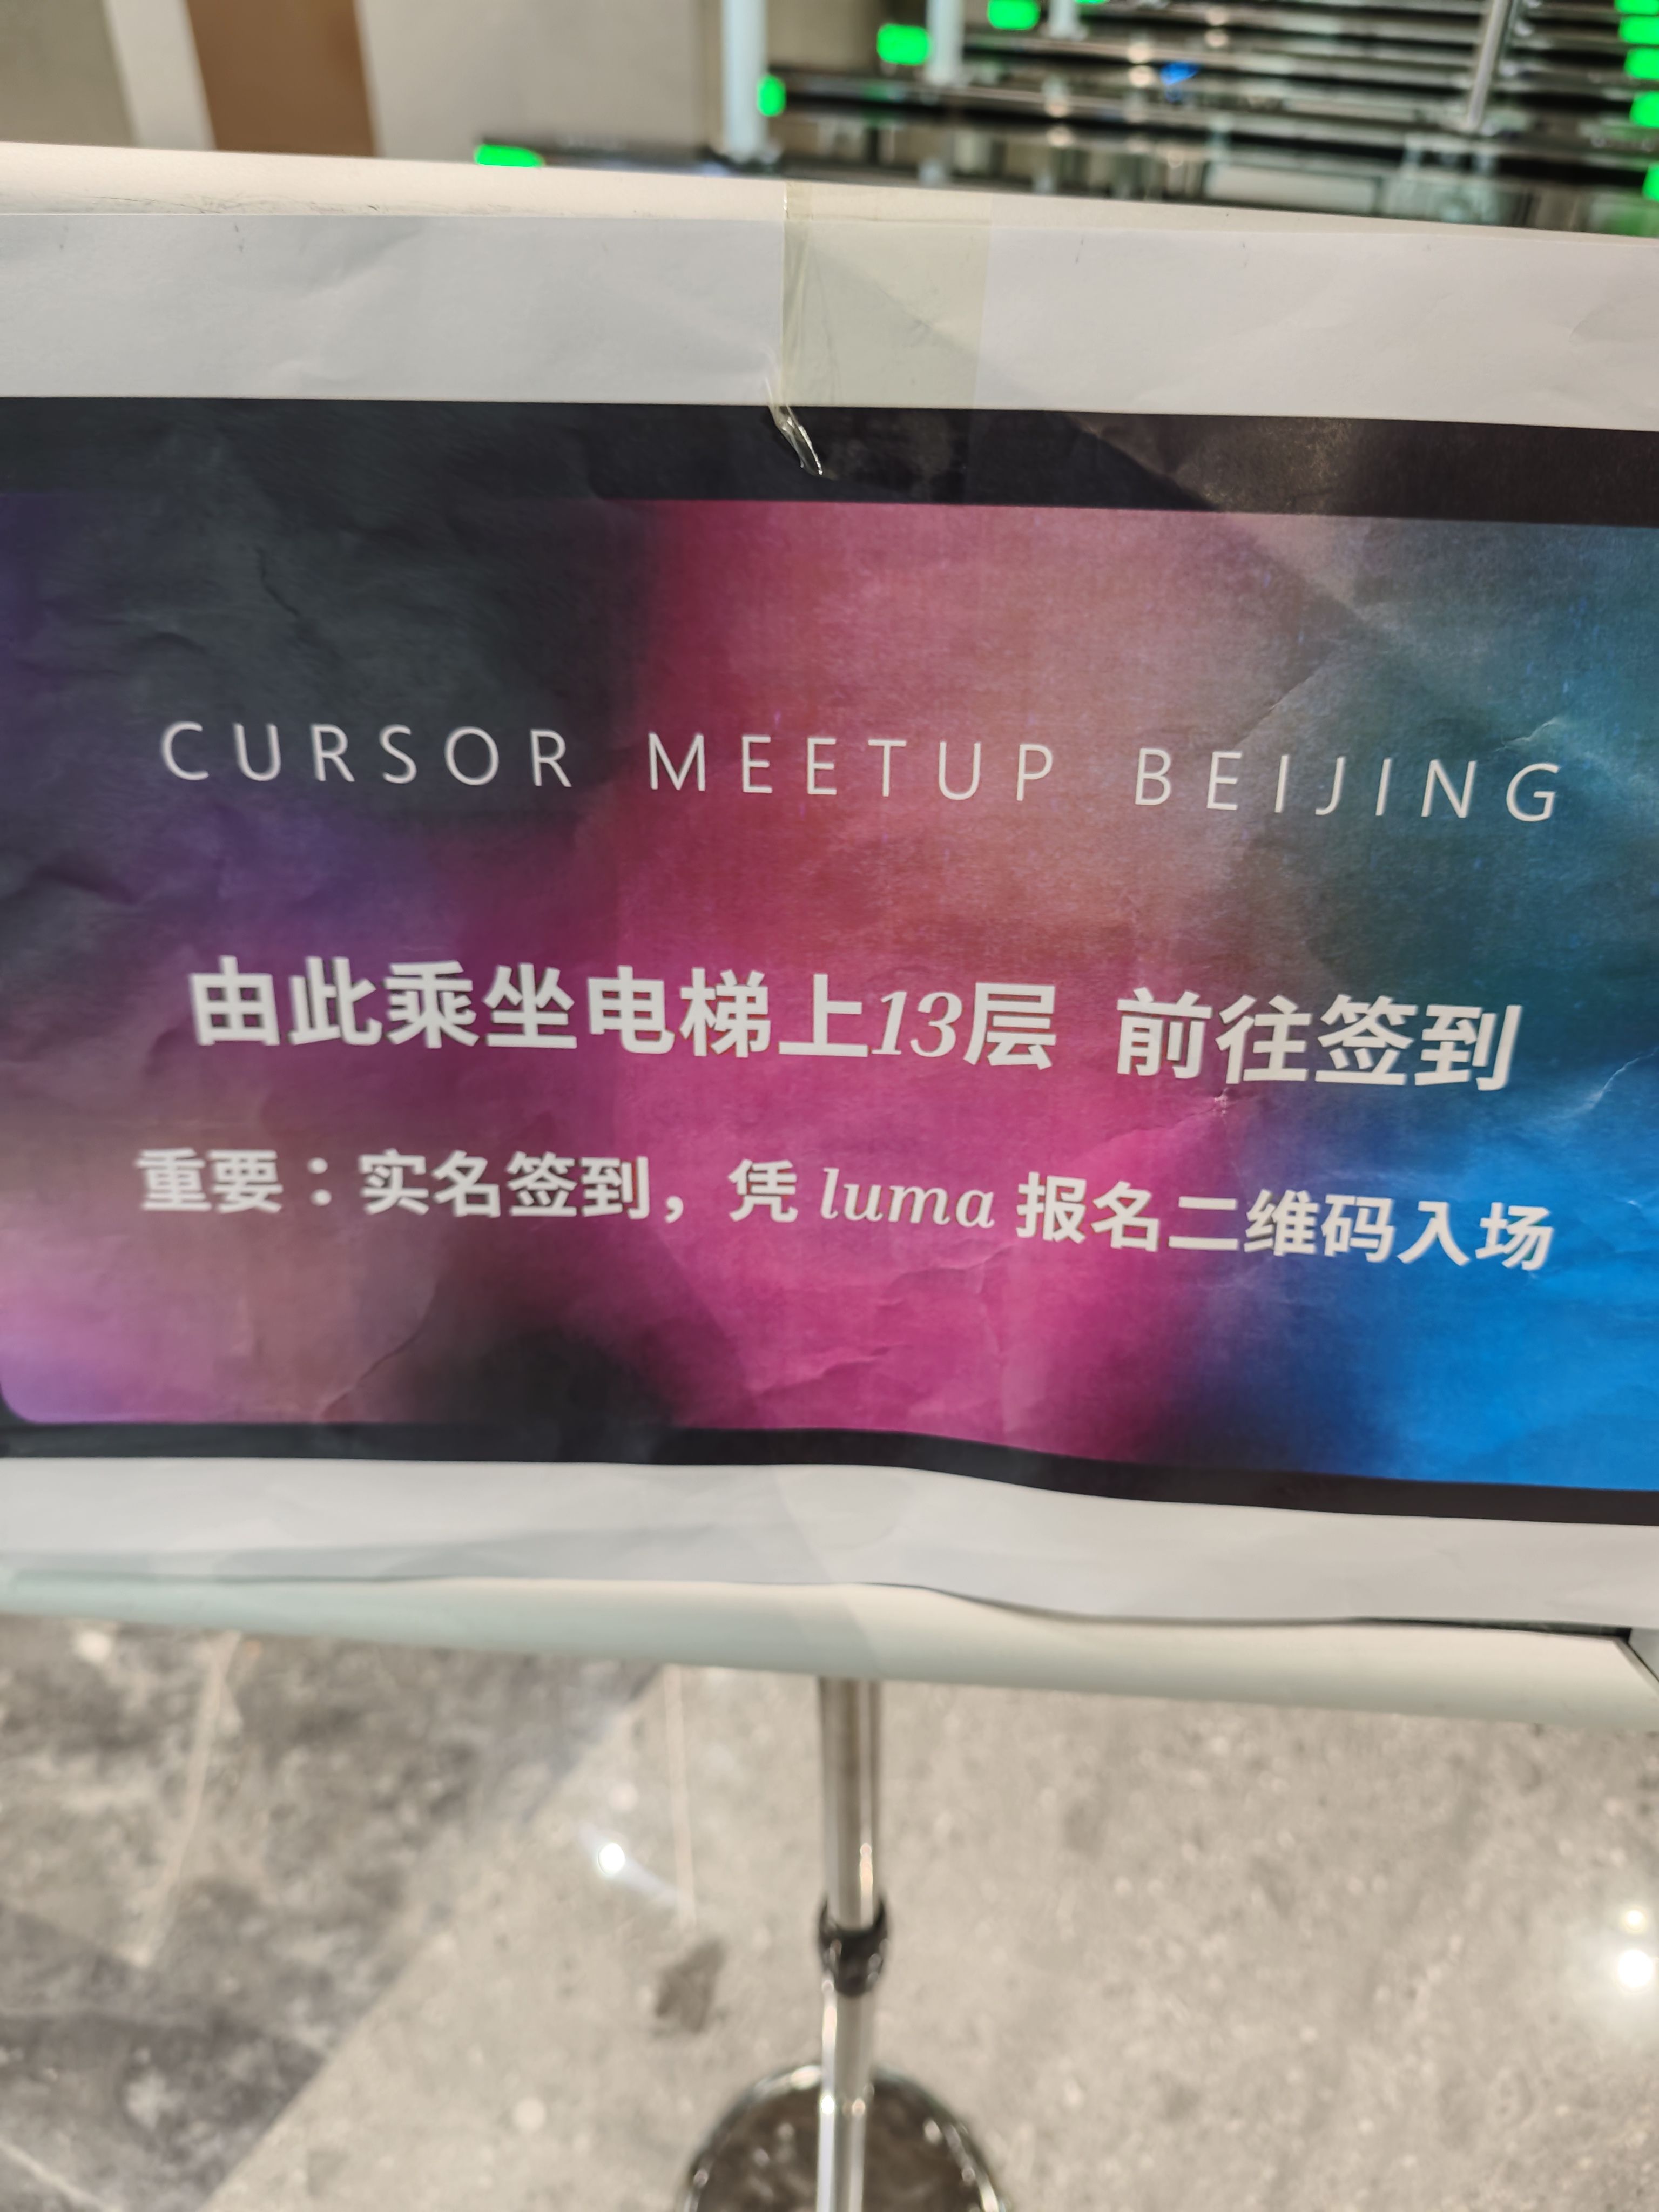 CURSOR MEETUP BEIJING
由此乘坐电梯上13层 前往签到
重要：实名签到，凭 luma 报名二维码入场